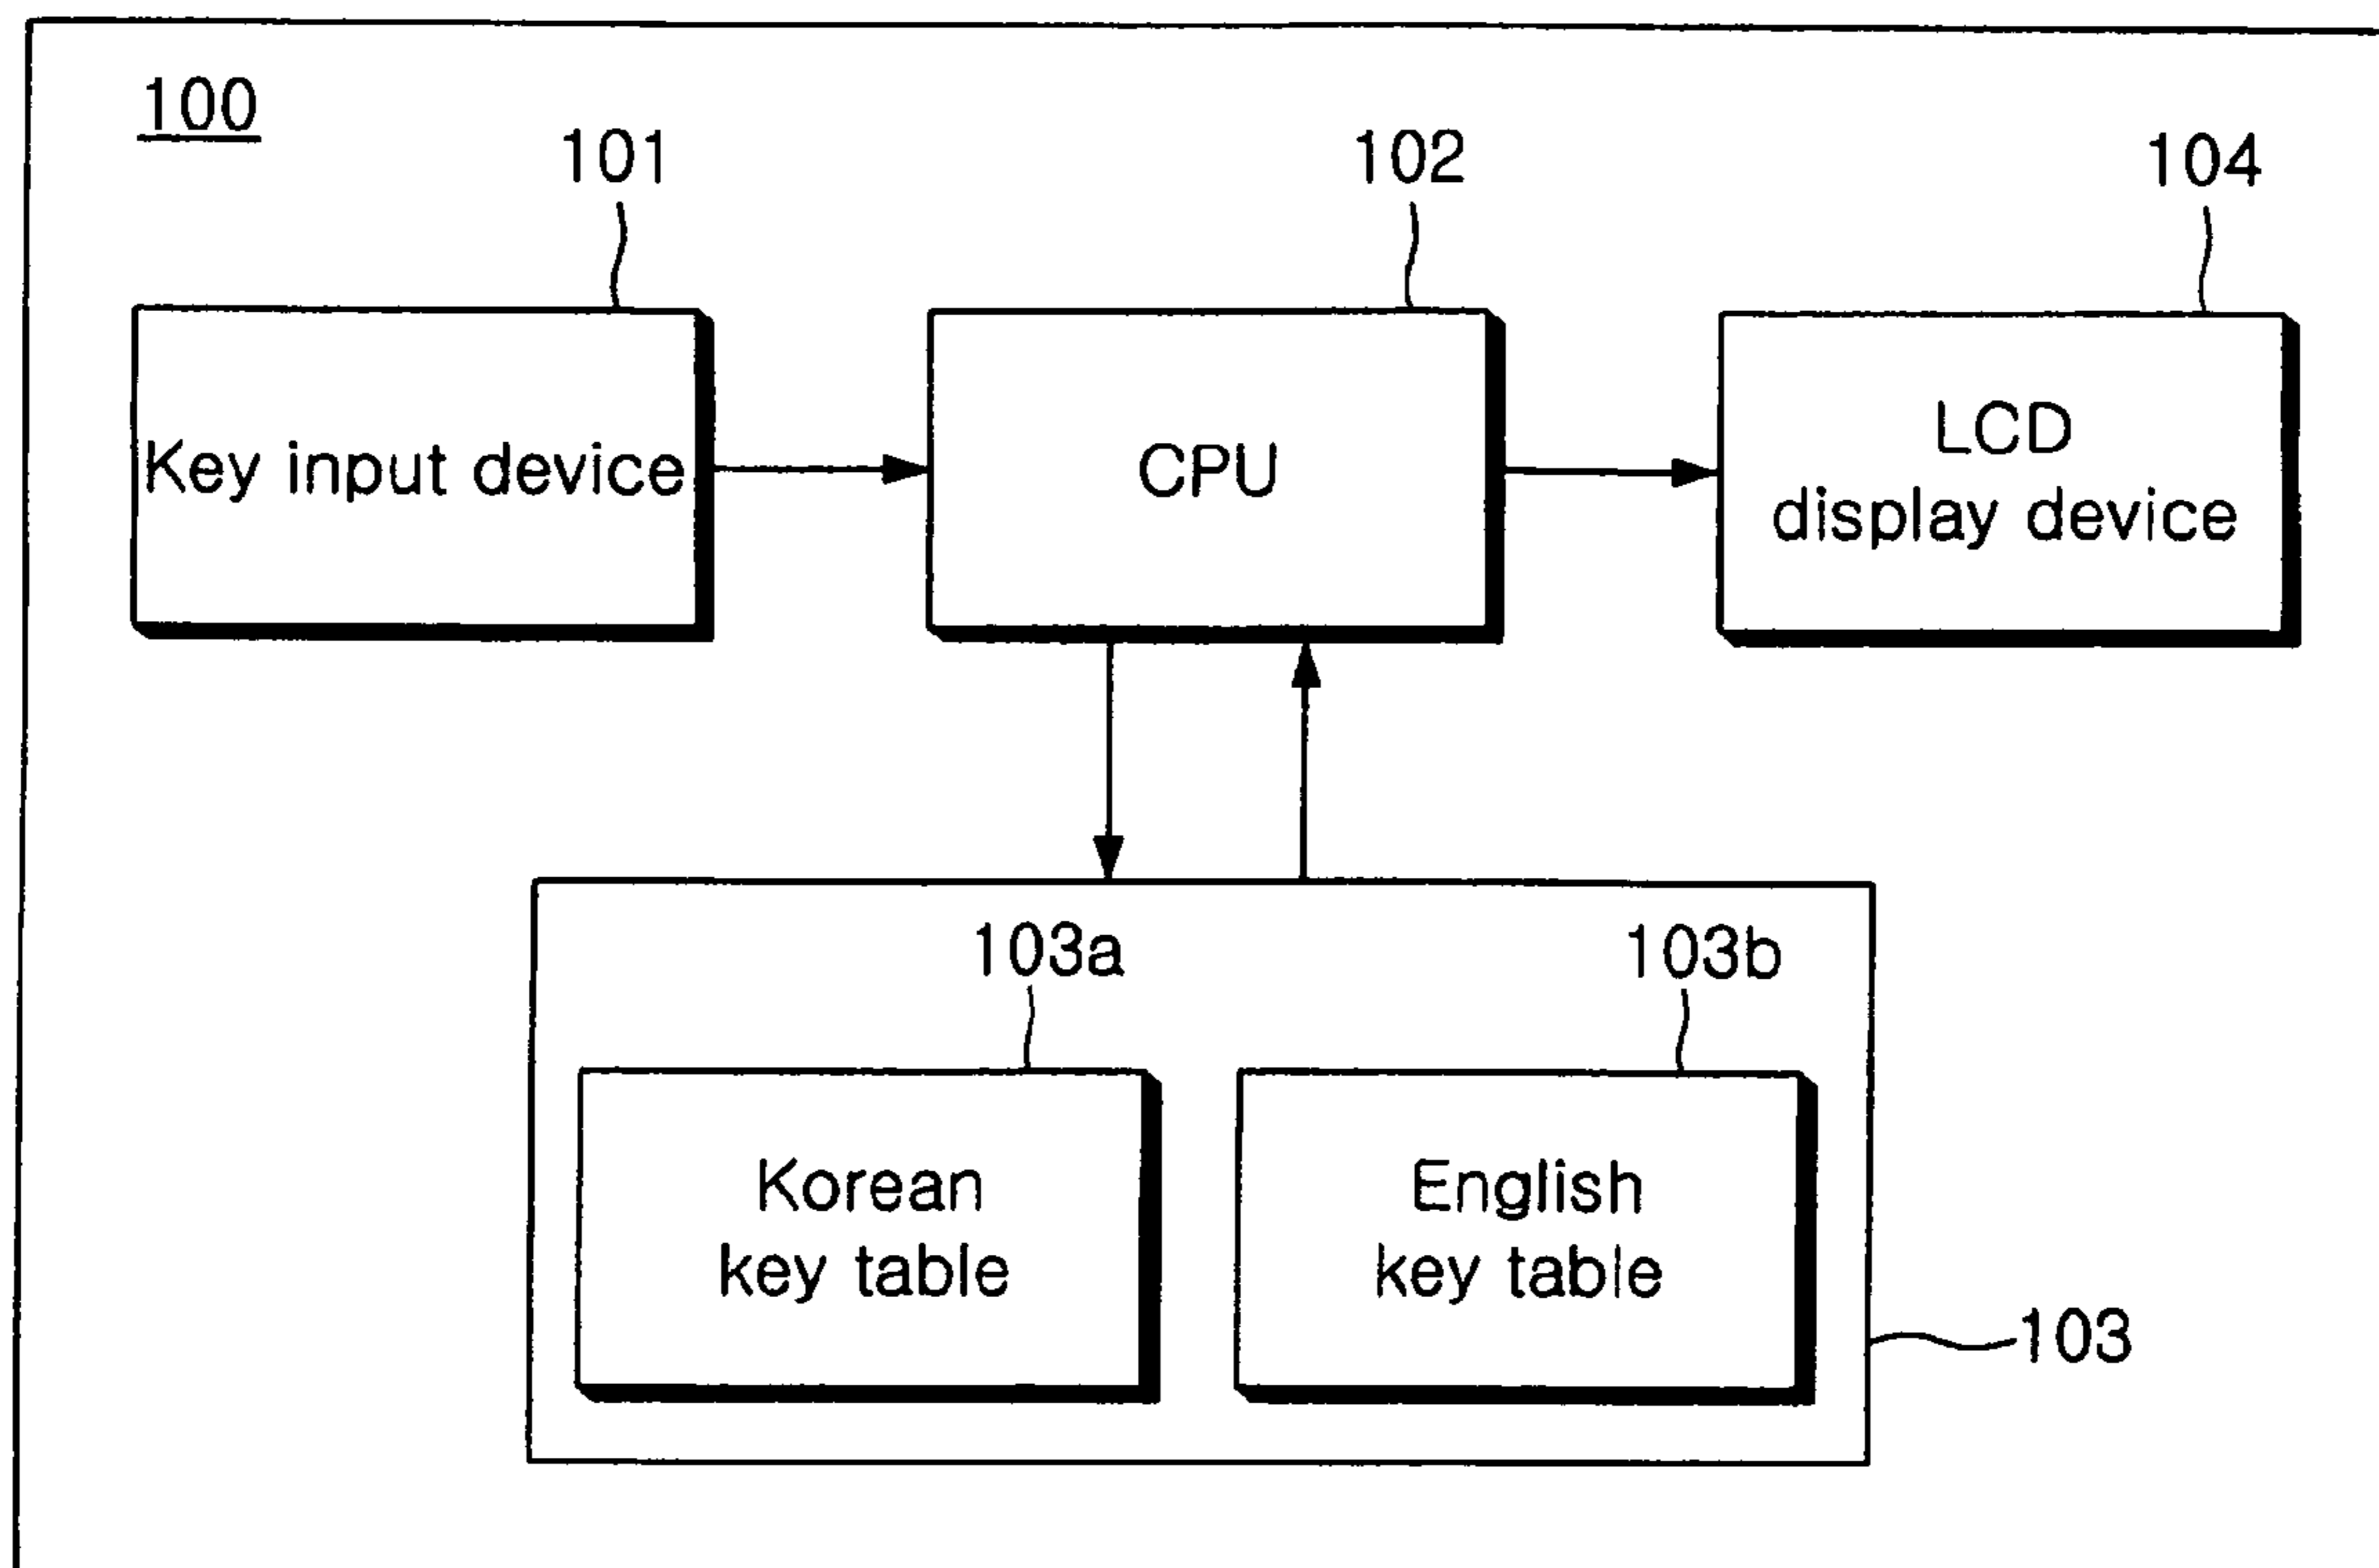 100
101
102
104
Key input device
CPU
LCD
display device
103a
103b
Korean
key table
English
key table
103